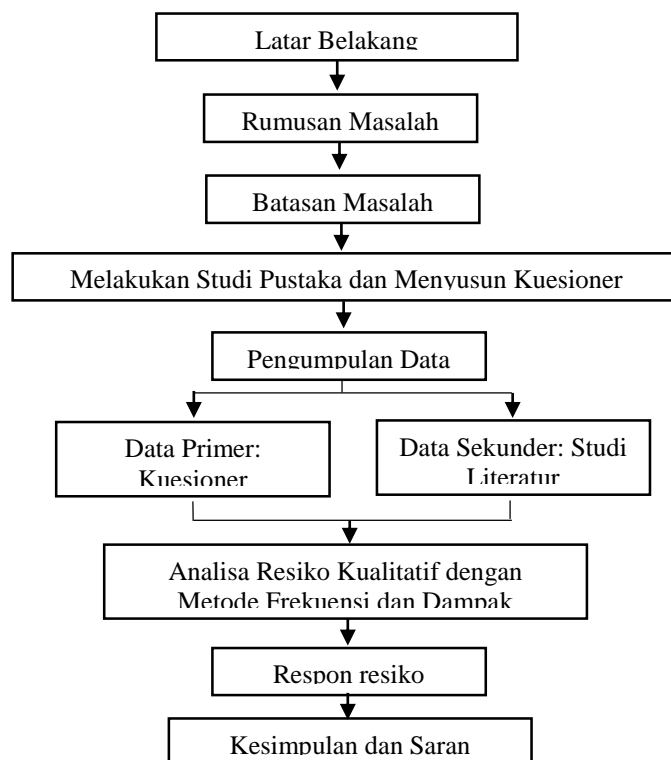 Latar Belakang
Rumusan Masalah
Batasan Masalah
Melakukan Studi Pustaka dan Menyusun Kuesioner
Pengumpulan Data
Data Primer:
Kuesioner
Data Sekunder: Studi
Literatur
Analisa Resiko Kualitatif dengan
Metode Frekuensi dan Dampak
Respon resiko
Kesimpulan dan Saran